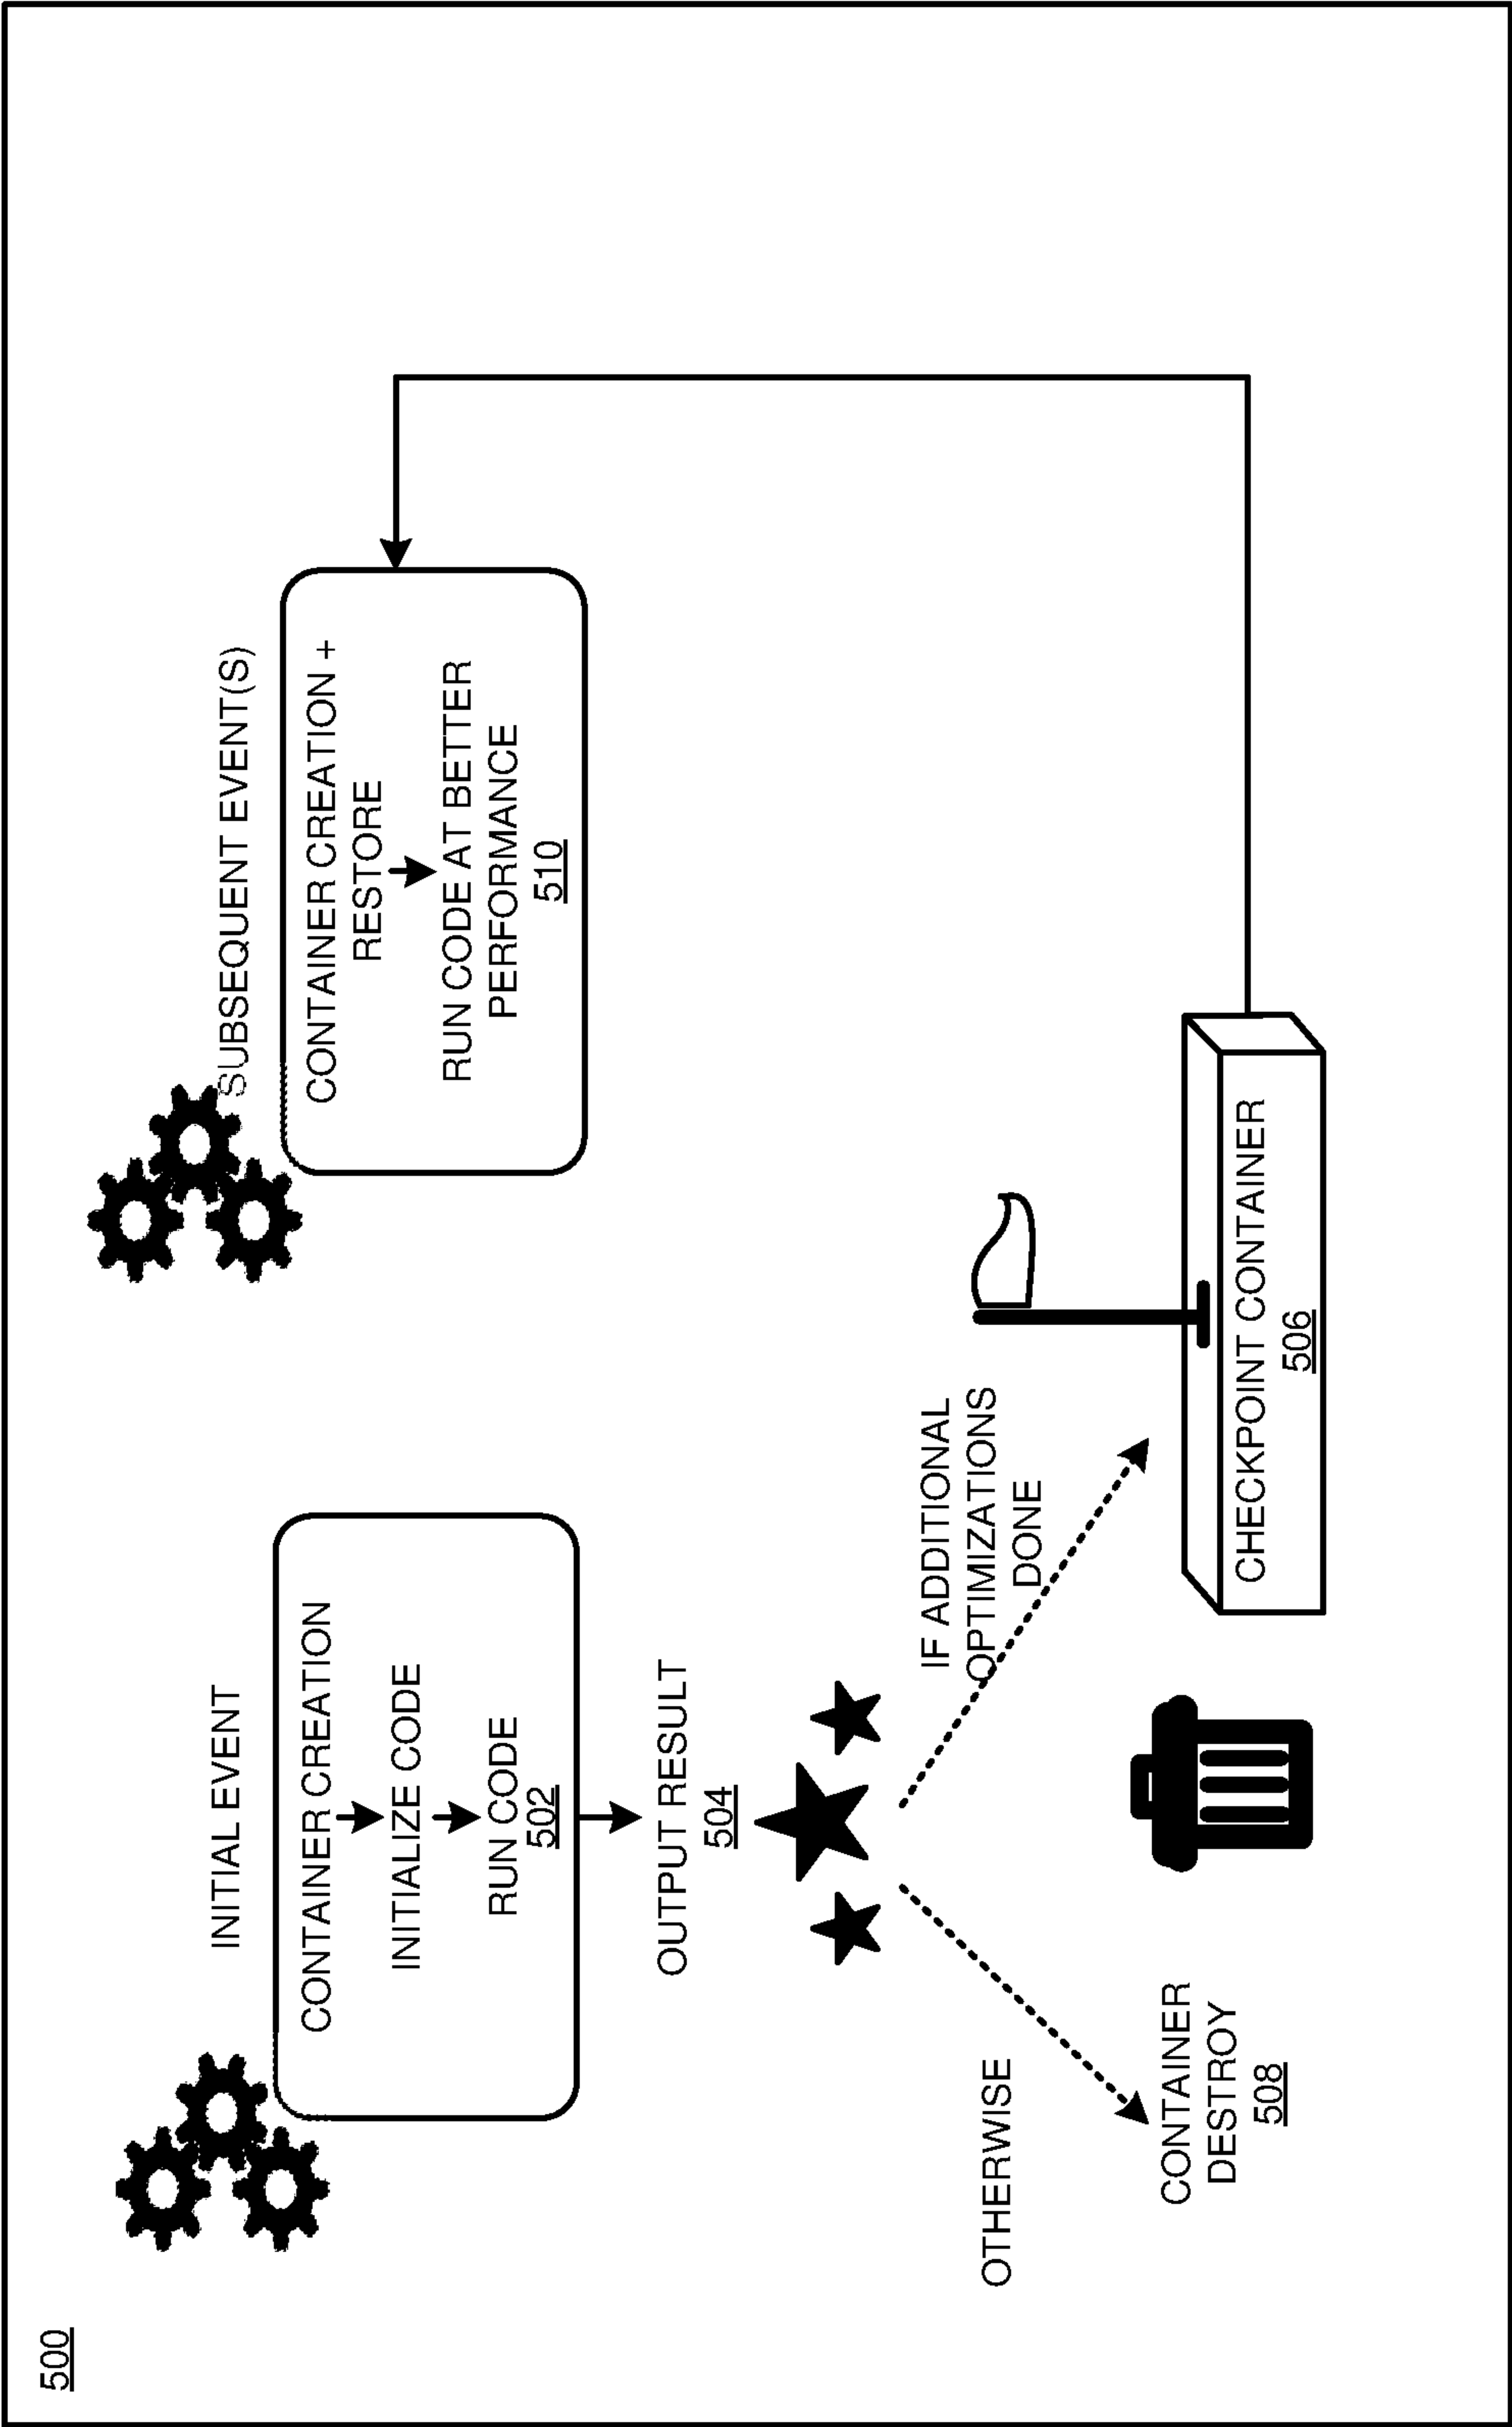 500
INITIAL EVENT
CONTAINER CREATION
INITIALIZE CODE
RUN CODE
502
OUTPUT RESULT
504
OTHERWISE
CONTAINER
DESTROY
508
IF ADDITIONAL
OPTIMIZATIONS
DONE
CHECKPOINT CONTAINER
506
SUBSEQUENT EVENT(S)
CONTAINER CREATION +
RESTORE
RUN CODE AT BETTER
PERFORMANCE
510